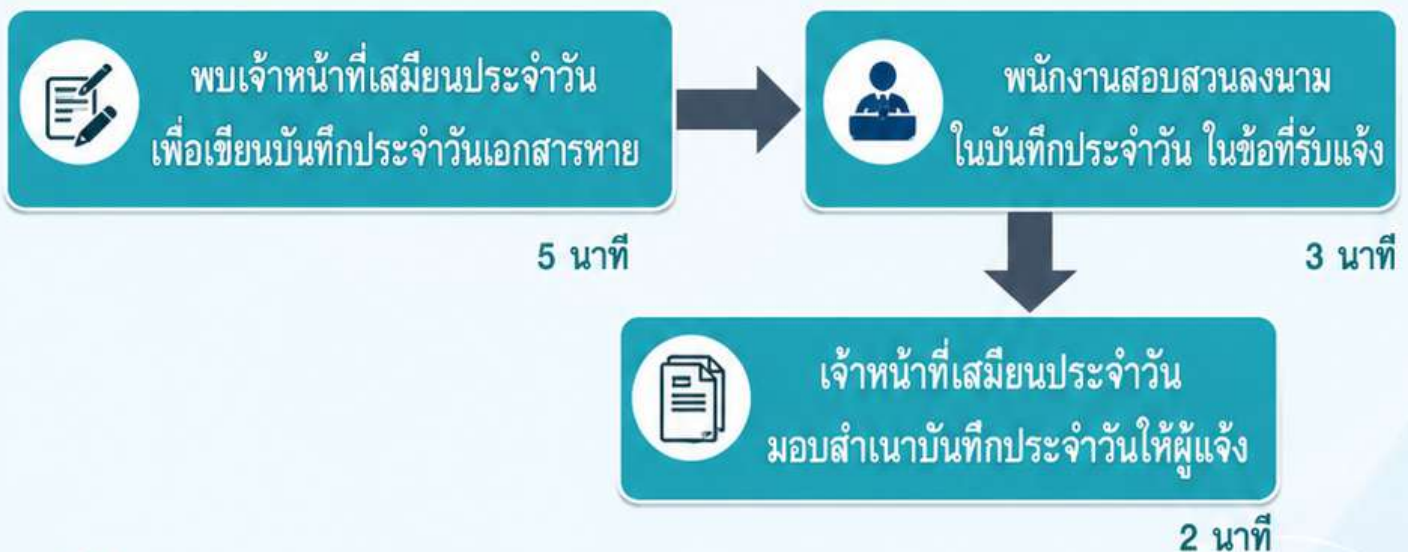 พบเจ้าหน้าที่เสมียนประจำวัน
เพื่อเขียนบันทึกประจำวันเอกสารหาย
5 นาที
พนักงานสอบสวนลงนาม
ในบันทึกประจำวัน ในข้อที่รับแจ้ง
3 นาที
เจ้าหน้าที่เสมียนประจำวัน
มอบสำเนาบันทึกประจำวันให้ผู้แจ้ง
2 นาที